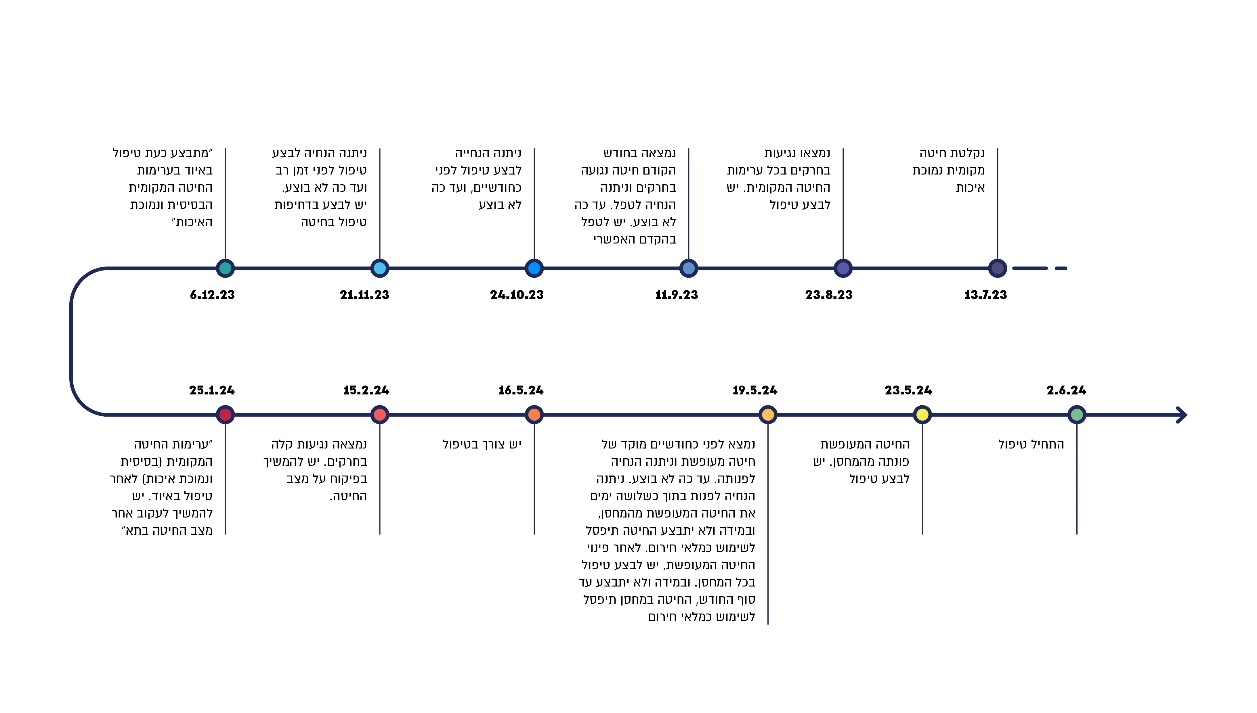 נקלטת חיטה
מקומית נמוכת
איכות
13.7.23
נמצאו נגיעות
בחרקים בכל ערימות
החיטה המקומית. יש
לבצע טיפול
23.8.23
נמצאה בחודש
הקודם חיטה נגועה
בחרקים וניתנה
הנחיה לטפל. עד כה
לא בוצע. יש לטפל
בהקדם האפשרי
11.9.23
ניתנה הנחייה
לבצע טיפול לפני
כחודשיים, ועד כה
לא בוצע
24.10.23
ניתנה הנחיה לבצע
טיפול לפני זמן רב
ועד כה לא בוצע.
יש לבצע בדחיפות
טיפול בחיטה
21.11.23
"מתבצע כעת טיפול
באיוד בערימות
החיטה המקומית
הבסיסית ונמוכת
האיכות"
6.12.23
25.1.24
"ערימות החיטה
המקומית (בסיסית
ונמוכת איכות) לאחר
טיפול באיוד. יש
להמשיך לעקוב אחר
מצב החיטה בתא"
15.2.24
נמצאה נגיעות קלה
בחרקים. יש להמשיך
בפיקוח על מצב
החיטה.
16.5.24
יש צורך בטיפול
19.5.24
נמצא לפני כחודשיים מוקד של
חיטה מעופשת וניתנה הנחיה
לפנותה. עד כה לא בוצע. ניתנה
הנחיה לפנות בתוך כשלושה ימים
את החיטה המעופשת מהמחסן,
ובמידה ולא יתבצע החיטה תיפסל
לשימוש כמלאי חירום. לאחר פינוי
החיטה המעופשת, יש לבצע טיפול
בכל המחסן. ובמידה ולא יתבצע עד
סוף החודש, החיטה במחסן תיפסל
לשימוש כמלאי חירום
23.5.24
החיטה המעופשת
פונתה מהמחסן. יש
לבצע טיפול
2.6.24
התחיל טיפול